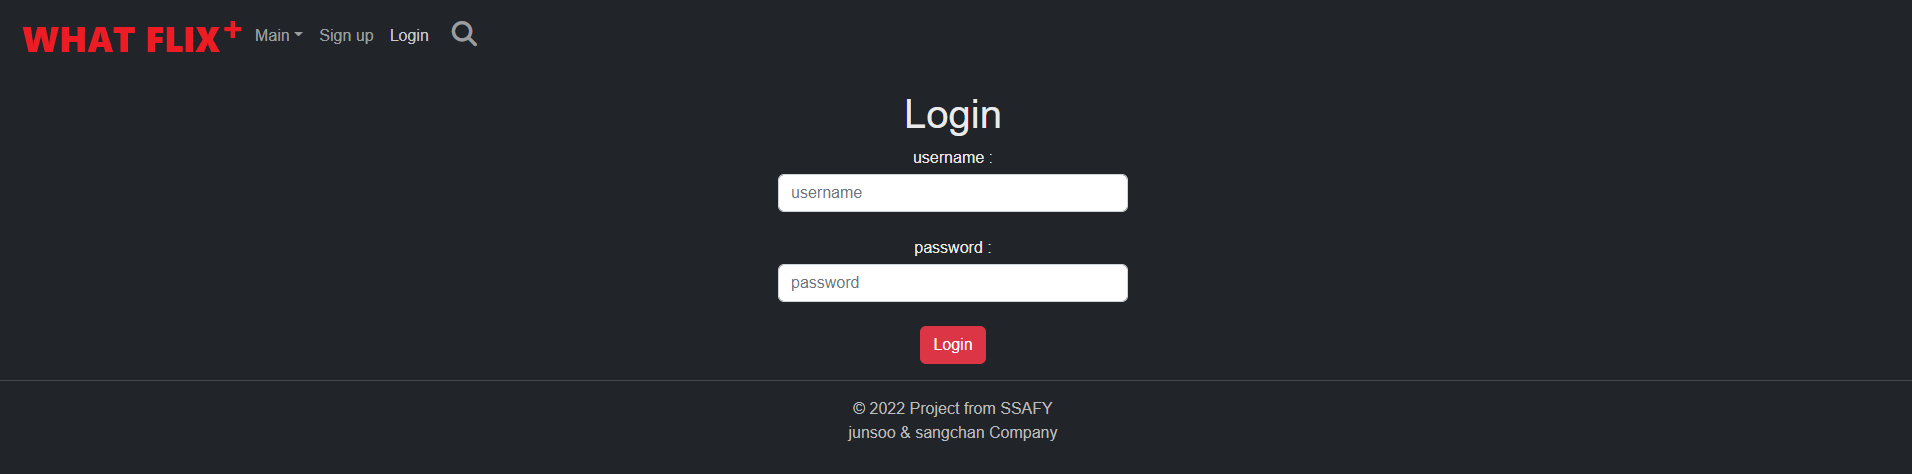 WHAT FLIX+ Main Sign up Login
Login
username :
username
password :
password
Login
© 2022 Project from SSAFY
junsoo & sangchan Company